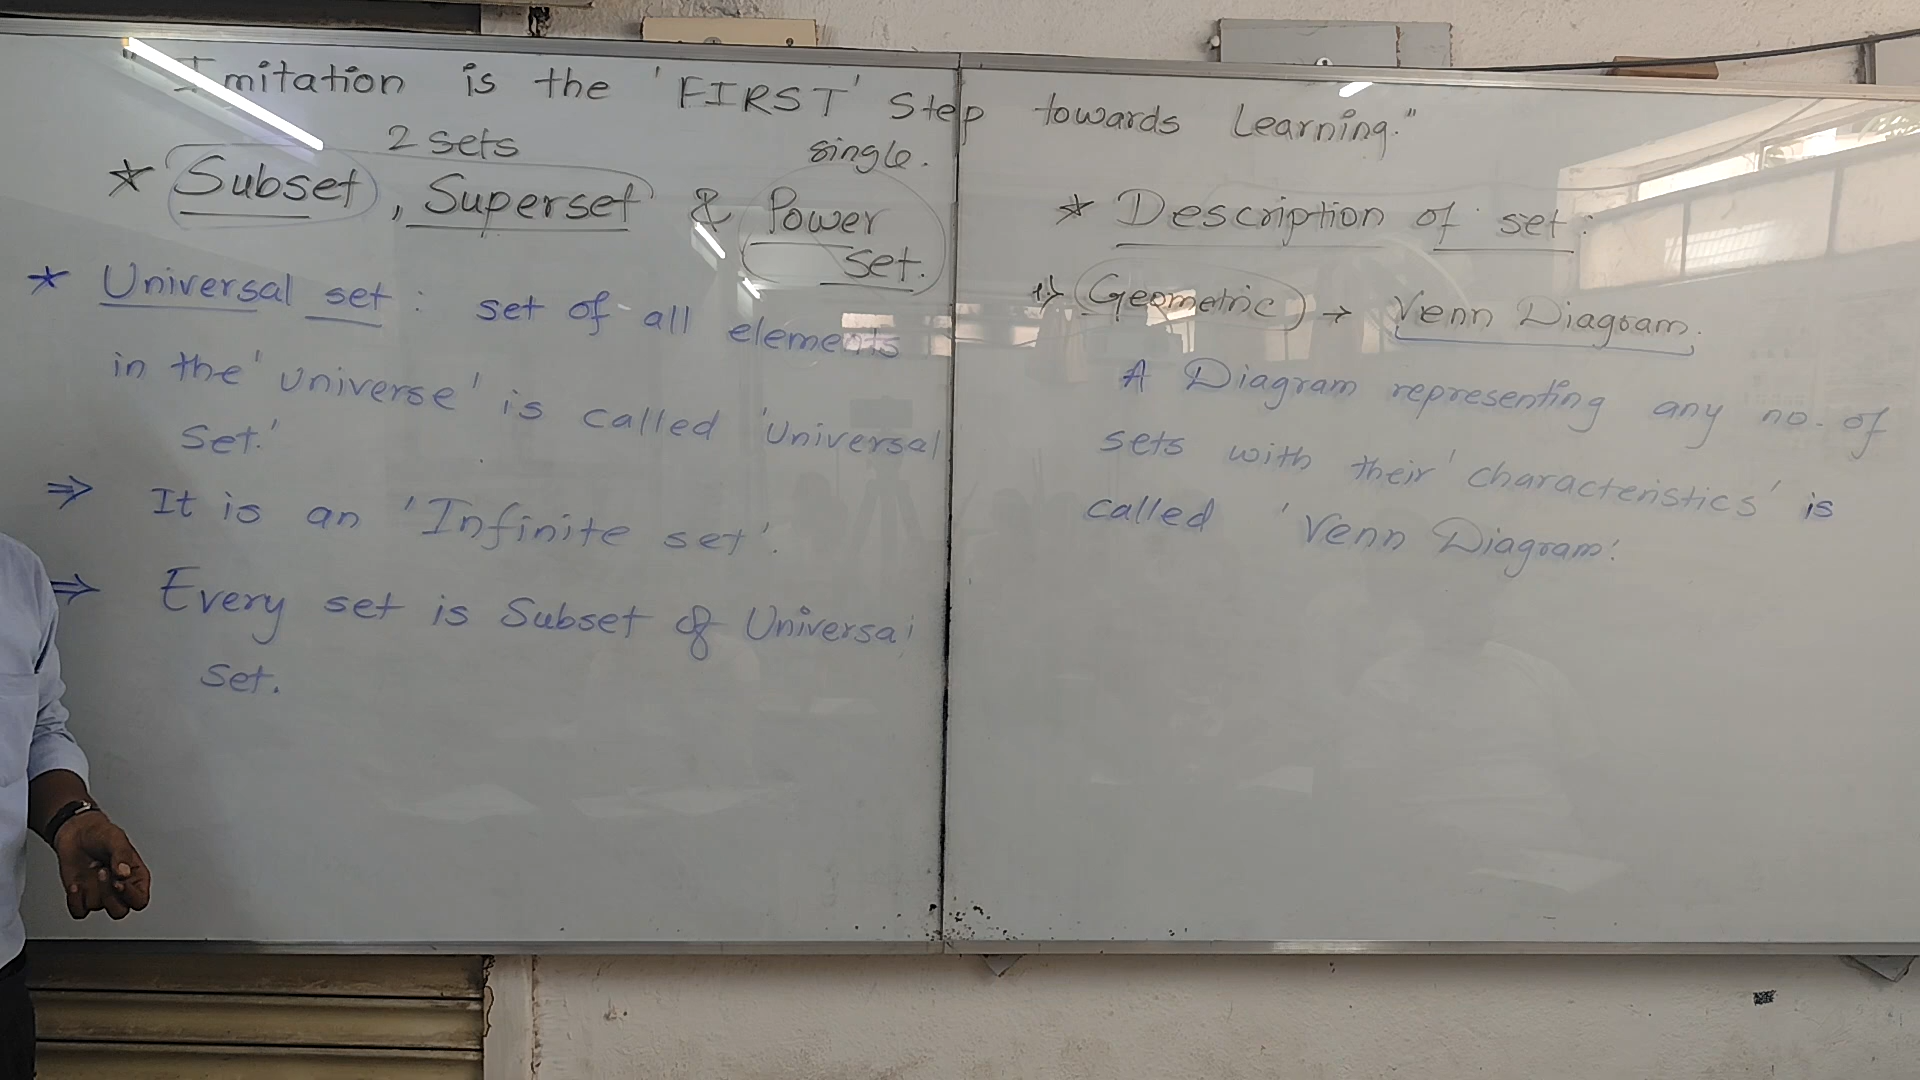 " Imitation is the 'FIRST' Step towards Learning."
2 sets single.
* Subset, Superset & Power
set.
* Universal set : set of all elements
in the 'universe' is called 'Universal
Set.'
⇒ It is an 'Infinite set'.
⇒ Every set is Subset of Universal
Set.
* Description of set :
1) Geometric → Venn Diagram.
A Diagram representing any no. of
sets with their 'characteristics' is
called 'Venn Diagram.'